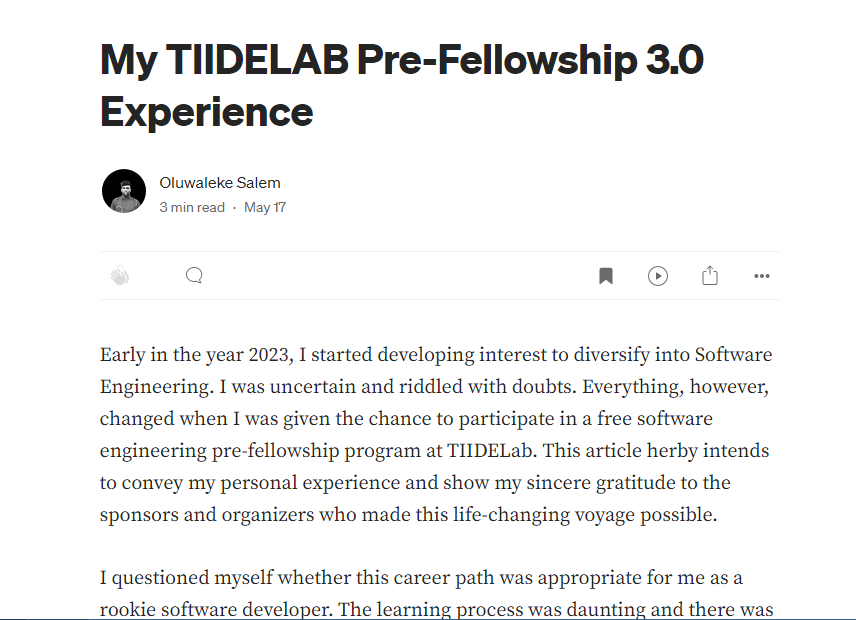 My TIIDELAB Pre-Fellowship 3.0
Experience
Oluwaleke Salem
3 min read · May 17
Early in the year 2023, I started developing interest to diversify into Software
Engineering. I was uncertain and riddled with doubts. Everything, however,
changed when I was given the chance to participate in a free software
engineering pre-fellowship program at TIIDELab. This article herby intends
to convey my personal experience and show my sincere gratitude to the
sponsors and organizers who made this life-changing voyage possible.
I questioned myself whether this career path was appropriate for me as a
rookie software developer. The learning process was daunting and there was